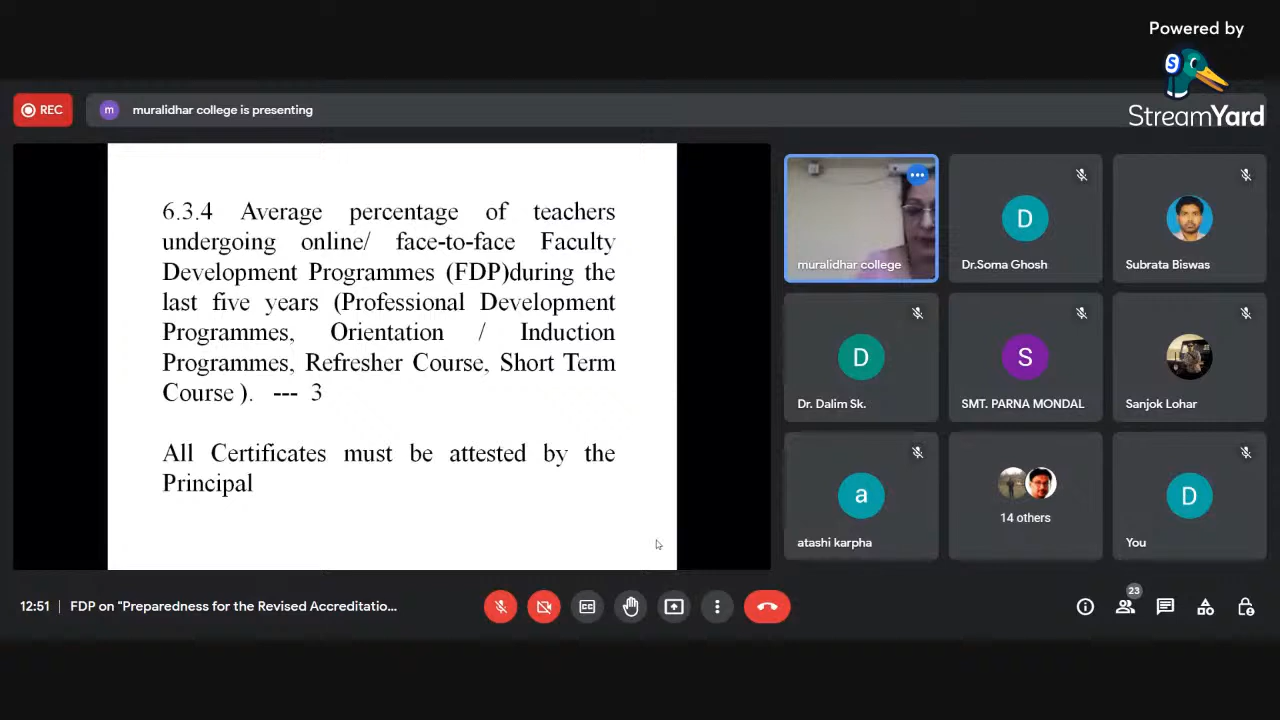 Powered by
S
StreamYard
REC
m
muralidhar college is presenting
6.3.4 Average percentage of teachers
undergoing online/ face-to-face Faculty
Development Programmes (FDP)during the
last five years (Professional Development
Programmes, Orientation / Induction
Programmes, Refresher Course, Short Term
Course ). --- 3
All Certificates must be attested by the
Principal
muralidhar college
D
Dr.Soma Ghosh
Subrata Biswas
D
Dr. Dalim Sk.
S
SMT. PARNA MONDAL
Sanjok Lohar
a
atashi karpha
14 others
D
You
12:51
FDP on "Preparedness for the Revised Accreditatio...
CC
23